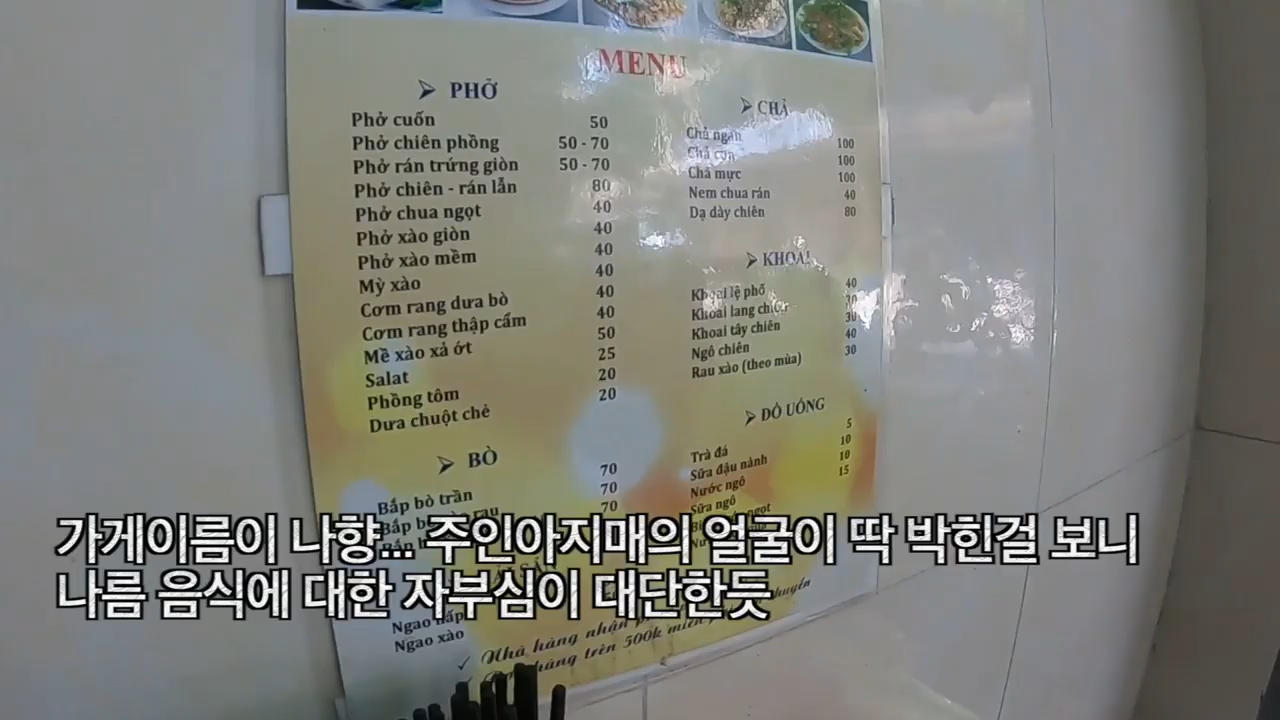 MENU
➢ PHỞ
Phở cuốn 50
Phở chiên phồng 50 - 70
Phở rán trứng giòn 50 - 70
Phở chiên - rán lẫn 80
Phở chua ngọt 40
Phở xào giòn 40
Phở xào mềm 40
Mỳ xào 40
Cơm rang dưa bò 40
Cơm rang thập cẩm 40
Mề xào xả ớt 50
Salat 25
Phồng tôm 20
Dưa chuột chẻ 20
➢ BÒ
Bắp bò trần 70
Bắp 70
70
Ngao hấp
Ngao xào
➢ CHẢ
Chả ngan 100
Chả 100
Chả mực 100
Nem chua rán 40
Dạ dày chiên 80
➢ KHOAI
Khoai lệ phố 40
Khoai lang chiên 30
Khoai tây chiên 30
Ngô chiên 40
Rau xào (theo mùa) 30
➢ ĐỒ UỐNG
Trà đá 5
Sữa đậu nành 10
Nước ngô 10
Sữa ngô 15
✓ Nhà hàng nhận
hàng trên 500k miễn
가게이름이 나향... 주인아지매의 얼굴이 딱 박힌걸 보니
나름 음식에 대한 자부심이 대단한듯